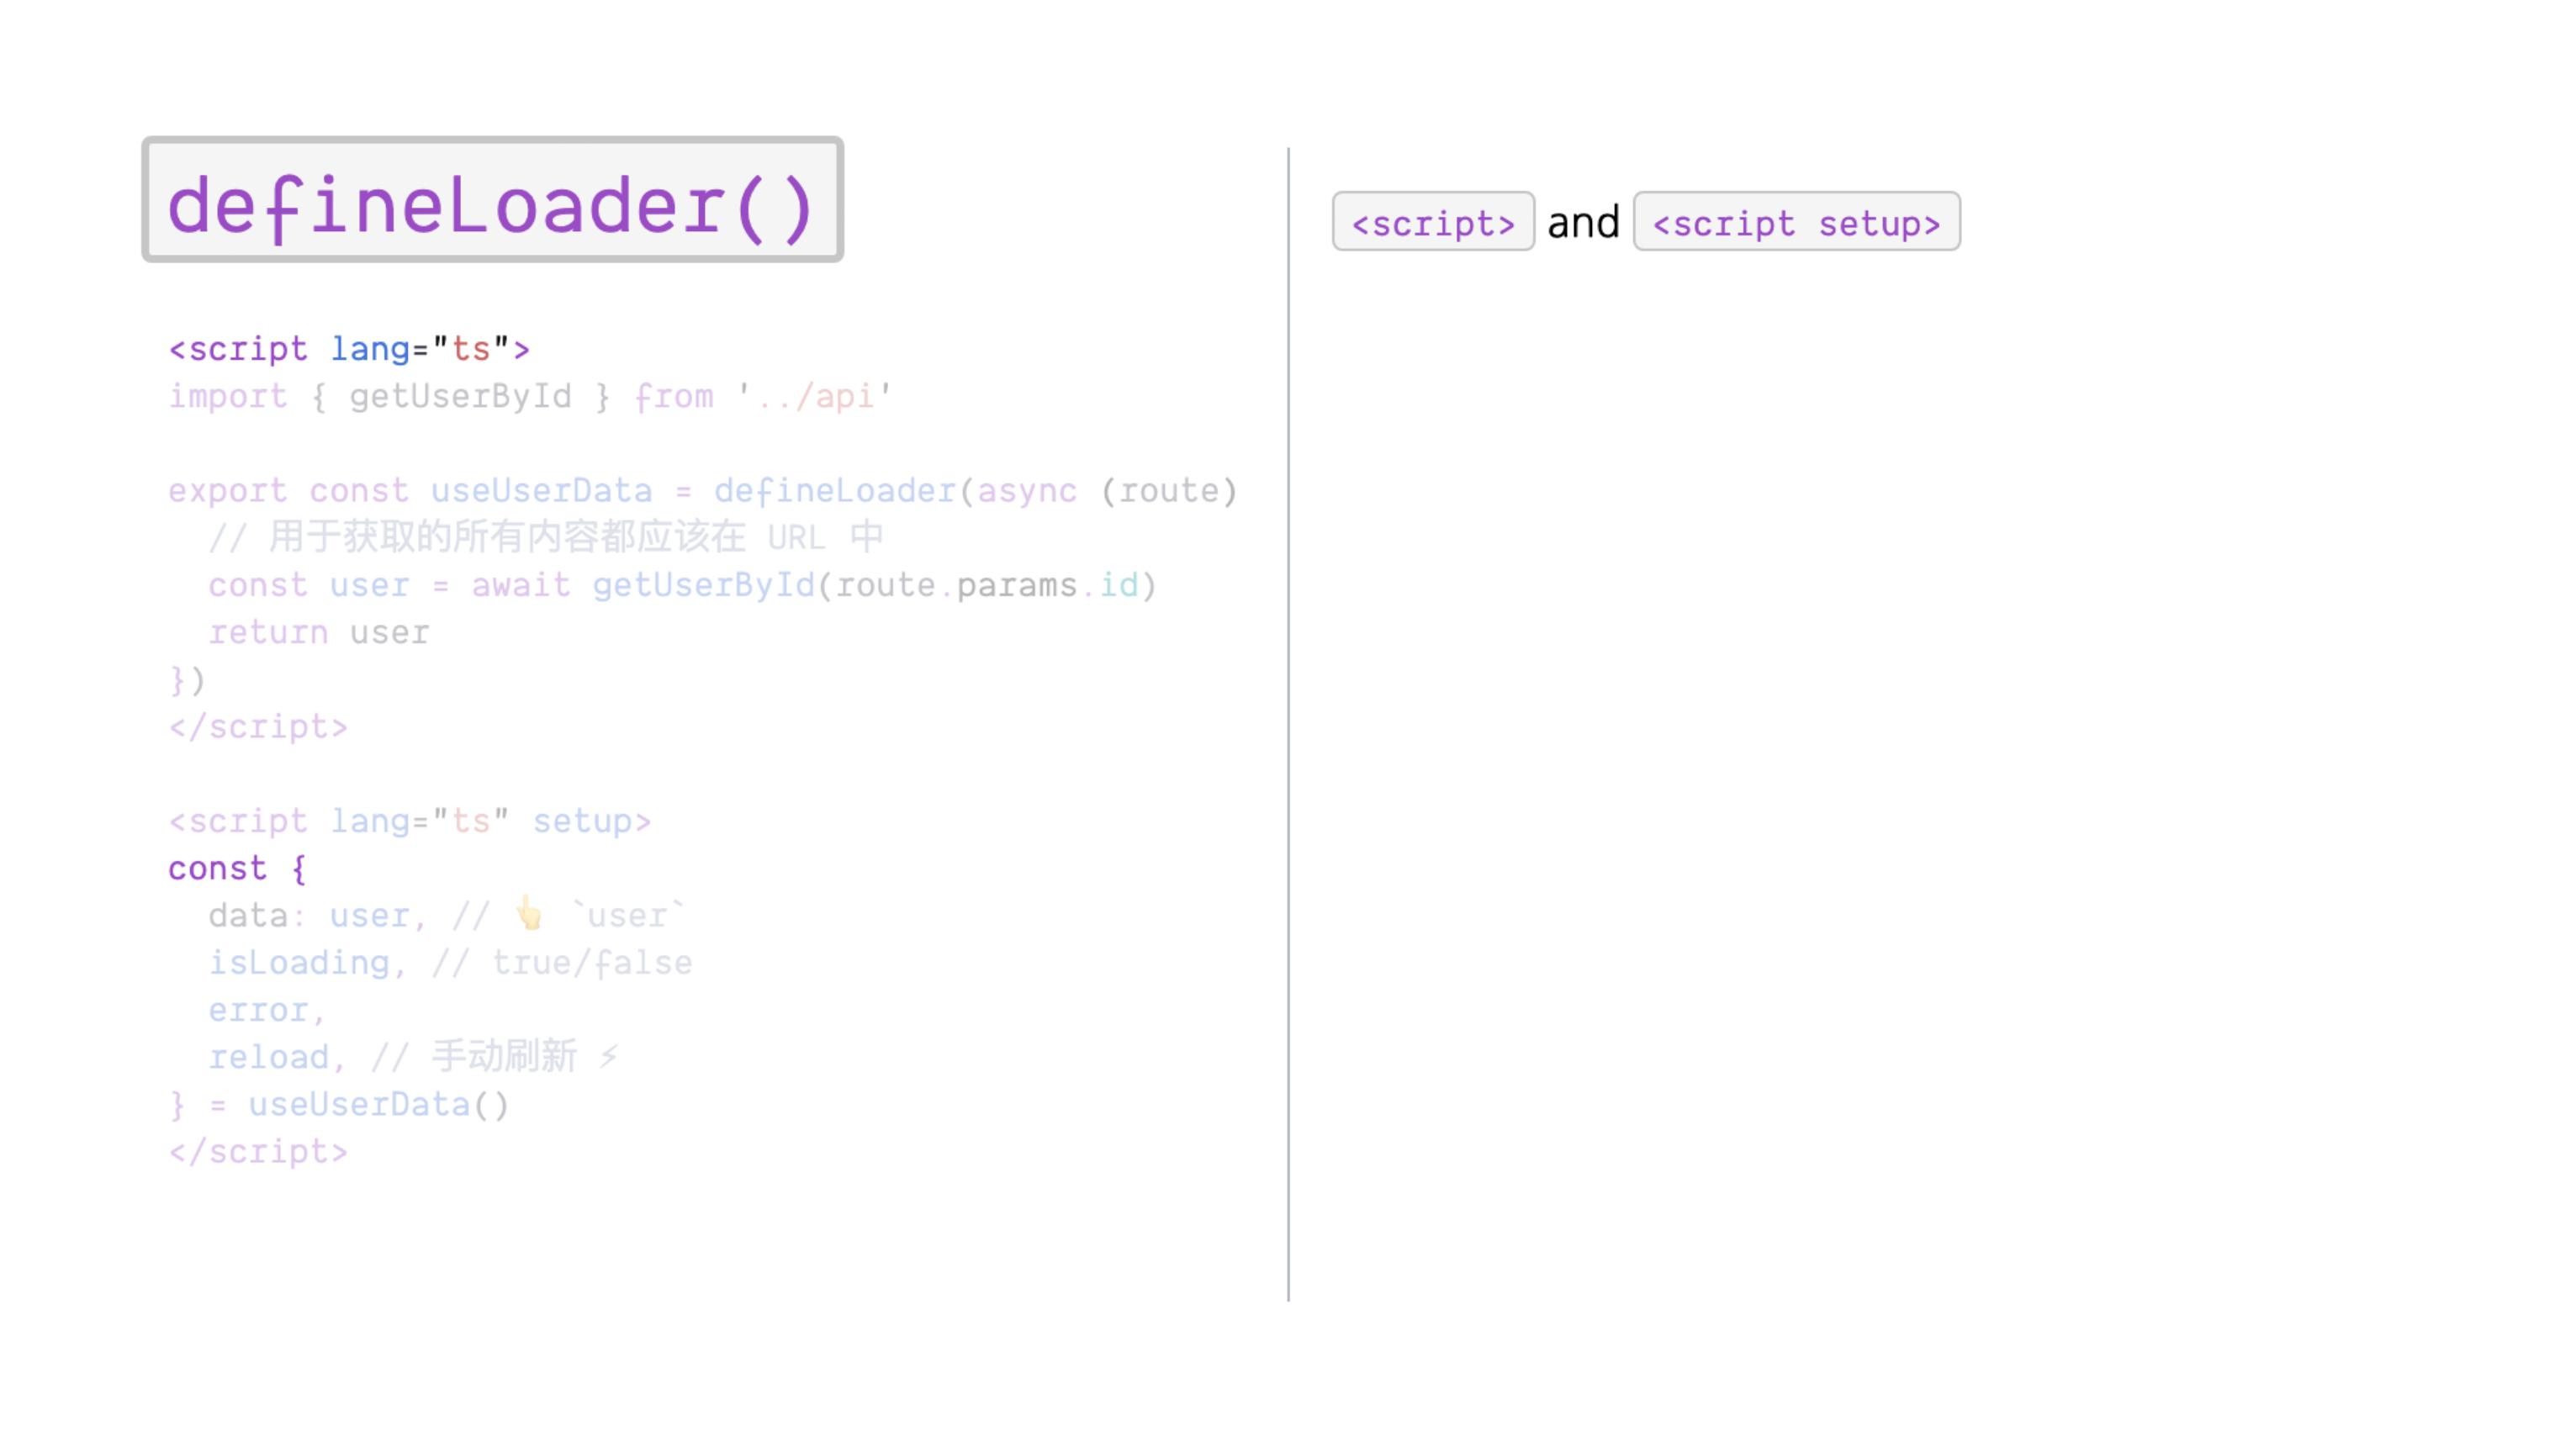 defineLoader()
<script lang="ts">
import { getUserById } from '../api'
export const useUserData = defineLoader(async (route)
// 用于获取的所有内容都应该在 URL 中
const user = await getUserById(route.params.id)
return user
})
</script>
<script lang="ts" setup>
const {
data: user, // 👆 `user`
isLoading, // true/false
error,
reload, // 手动刷新 ⚡
} = useUserData()
</script>
<script> and <script setup>